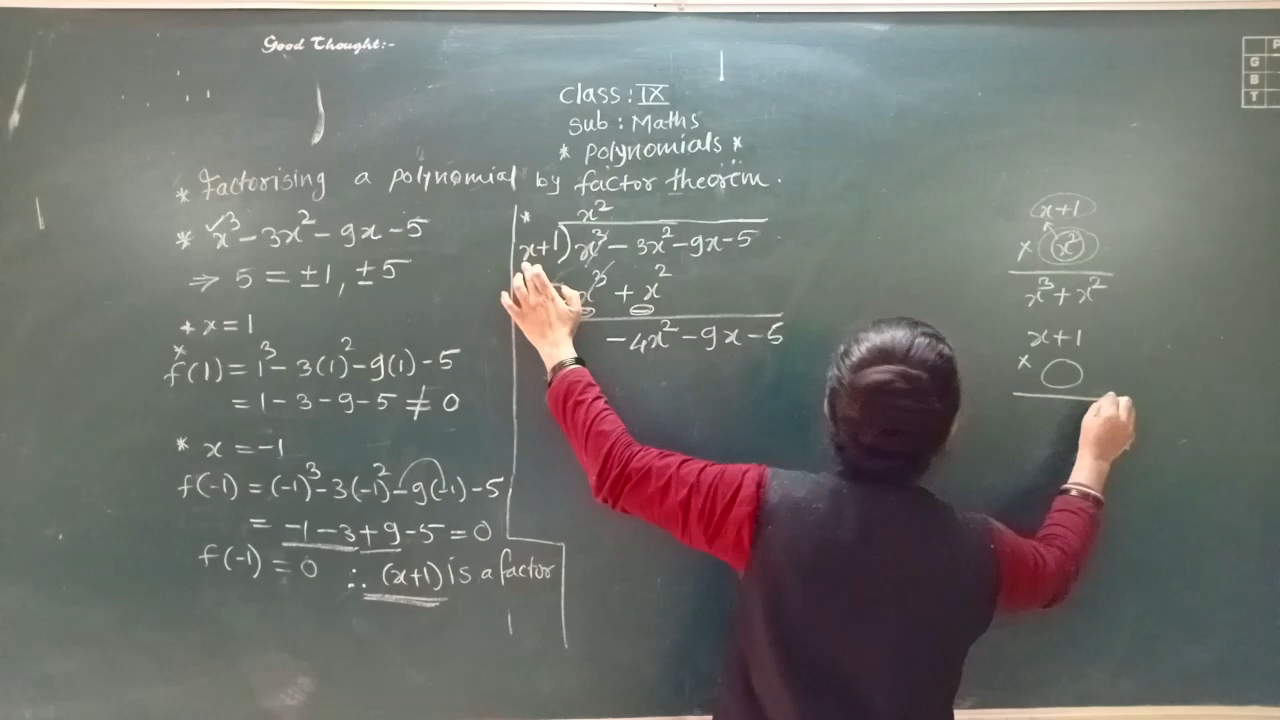 Good Thought:-
Class : IX
Sub : Maths
* Polynomials *
* Factorising a polynomial by factor theorem.
* x³ - 3x² - 9x - 5
⇒ 5 = ±1, ±5
* x = 1
* f(1) = 1³ - 3(1)² - 9(1) - 5
= 1 - 3 - 9 - 5 ≠ 0
* x = -1
f(-1) = (-1)³ - 3(-1)² - 9(-1) - 5
= -1 - 3 + 9 - 5 = 0
f(-1) = 0 ∴ (x+1) is a factor
* x²
x+1) x³ - 3x² - 9x - 5
x³ + x²
-4x² - 9x - 5
x+1
× x²
x³ + x²
x+1
×
G
B
T